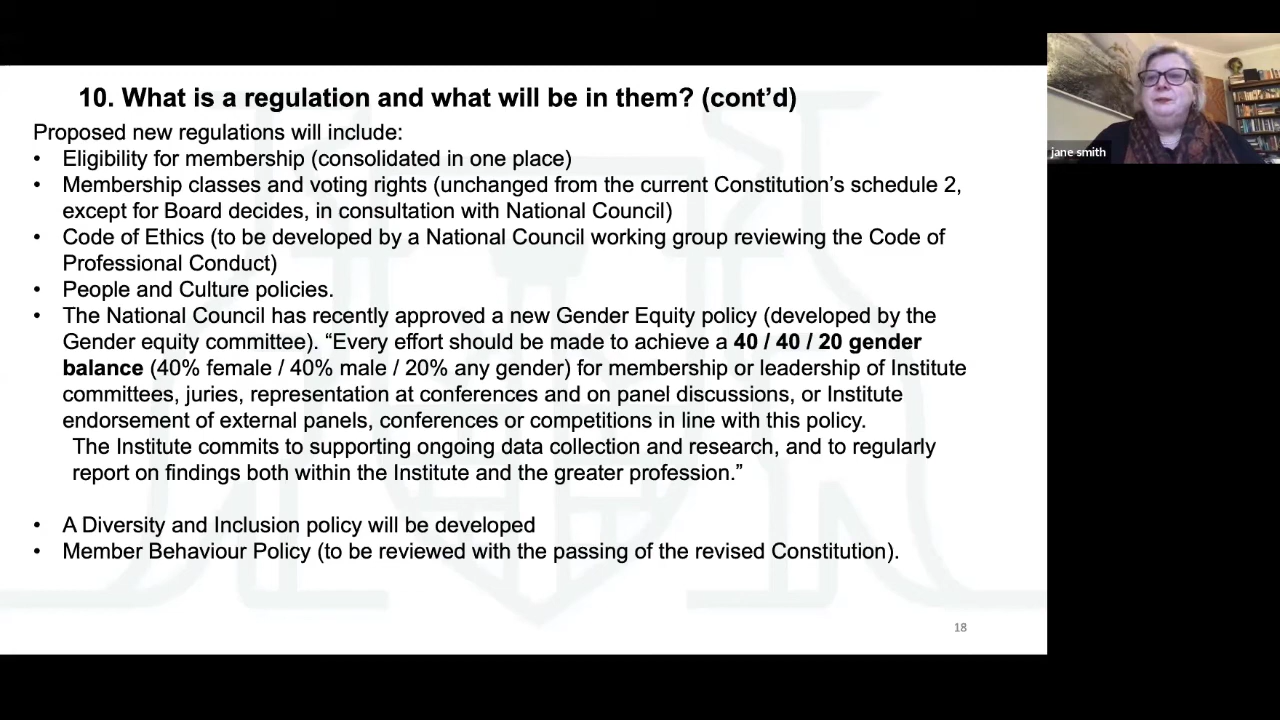 10. What is a regulation and what will be in them? (cont’d)
Proposed new regulations will include:
• Eligibility for membership (consolidated in one place)
• Membership classes and voting rights (unchanged from the current Constitution’s schedule 2,
except for Board decides, in consultation with National Council)
• Code of Ethics (to be developed by a National Council working group reviewing the Code of
Professional Conduct)
• People and Culture policies.
• The National Council has recently approved a new Gender Equity policy (developed by the
Gender equity committee). “Every effort should be made to achieve a 40 / 40 / 20 gender
balance (40% female / 40% male / 20% any gender) for membership or leadership of Institute
committees, juries, representation at conferences and on panel discussions, or Institute
endorsement of external panels, conferences or competitions in line with this policy.
The Institute commits to supporting ongoing data collection and research, and to regularly
report on findings both within the Institute and the greater profession.”
• A Diversity and Inclusion policy will be developed
• Member Behaviour Policy (to be reviewed with the passing of the revised Constitution).
18
jane smith